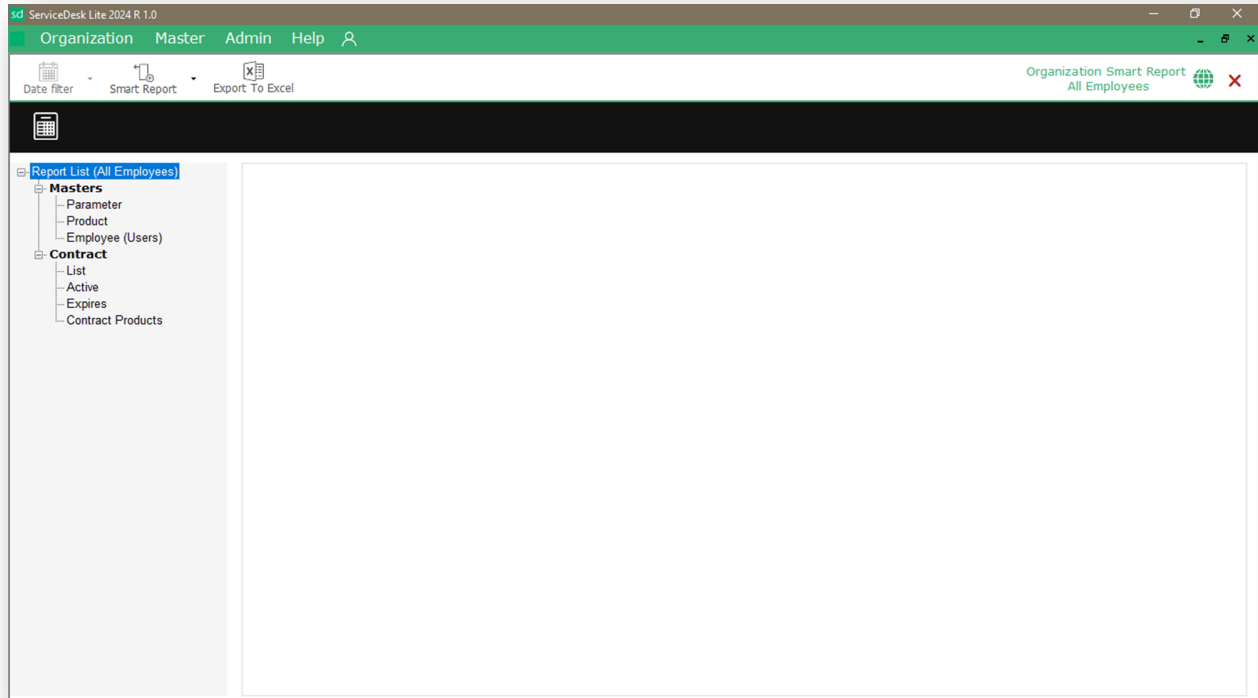 sd ServiceDesk Lite 2024 R 1.0
Organization Master Admin Help
Date filter Smart Report Export To Excel
Organization Smart Report
All Employees
Report List (All Employees)
Masters
Parameter
Product
Employee (Users)
Contract
List
Active
Expires
Contract Products